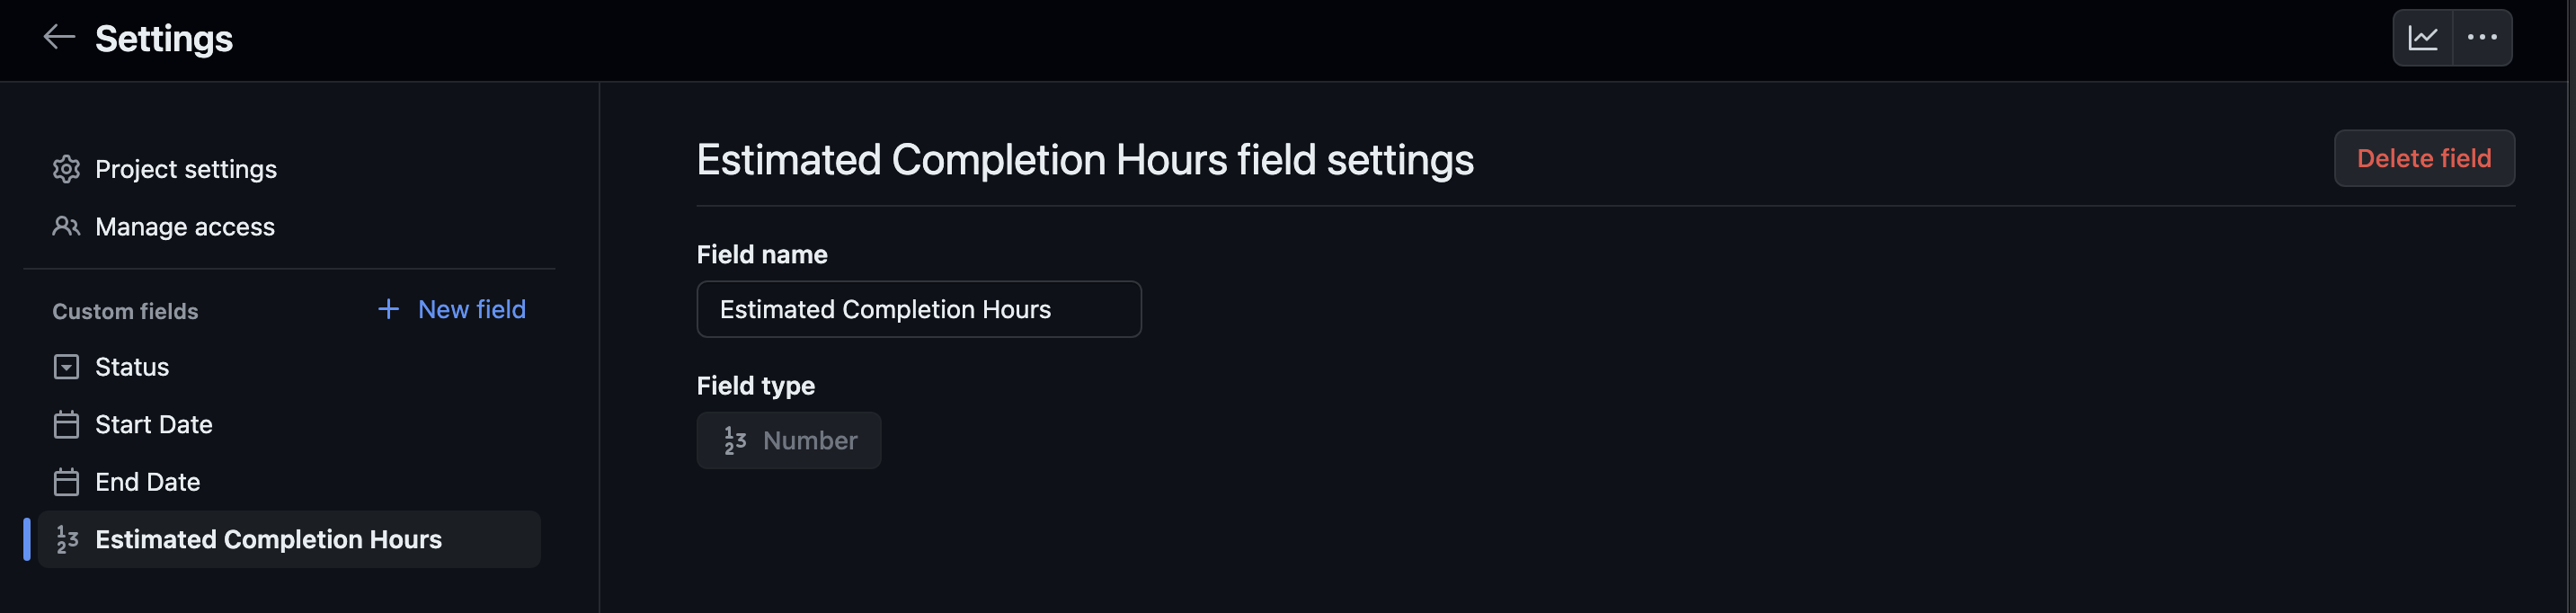 Settings
Project settings
Manage access
Custom fields
New field
Status
Start Date
End Date
Estimated Completion Hours
Estimated Completion Hours field settings
Delete field
Field name
Estimated Completion Hours
Field type
Number